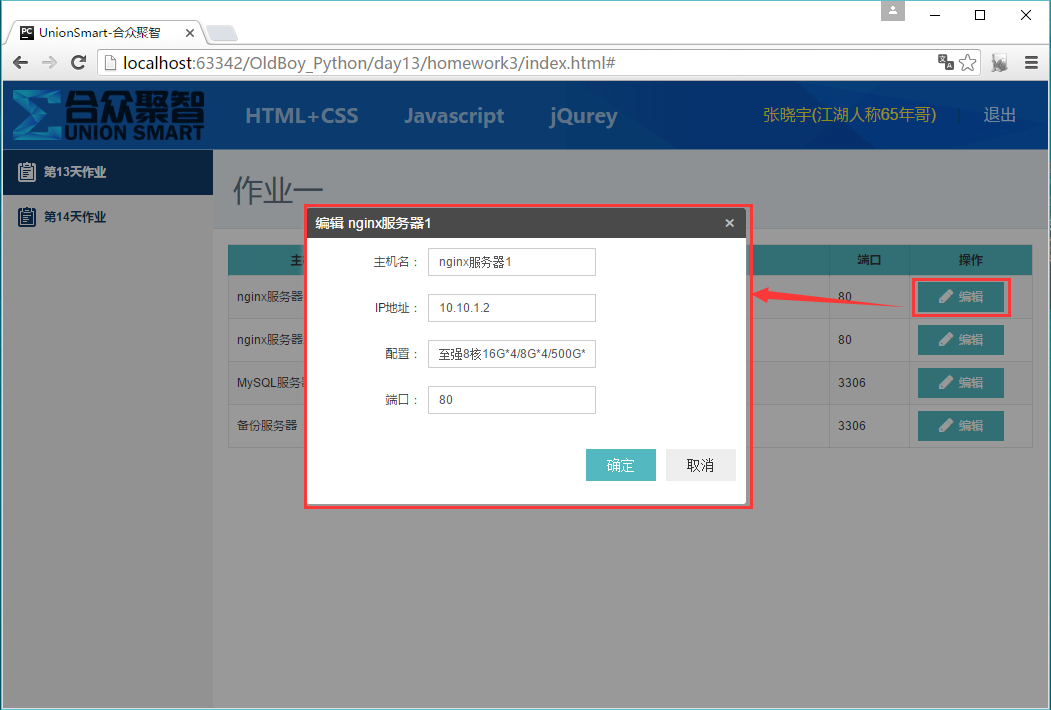 UnionSmart-合众聚智
localhost:63342/OldBoy_Python/day13/homework3/index.html#
合众聚智
UNION SMART
HTML+CSS
Javascript
jQurey
张晓宇(江湖人称65年哥)
退出
第13天作业
第14天作业
作业一
主
端口
操作
nginx服务器
80
编辑
nginx服务器
80
编辑
MySQL服务
3306
编辑
备份服务器
3306
编辑
编辑 nginx服务器1
主机名： nginx服务器1
IP地址： 10.10.1.2
配置： 至强8核16G*4/8G*4/500G*
端口： 80
确定
取消